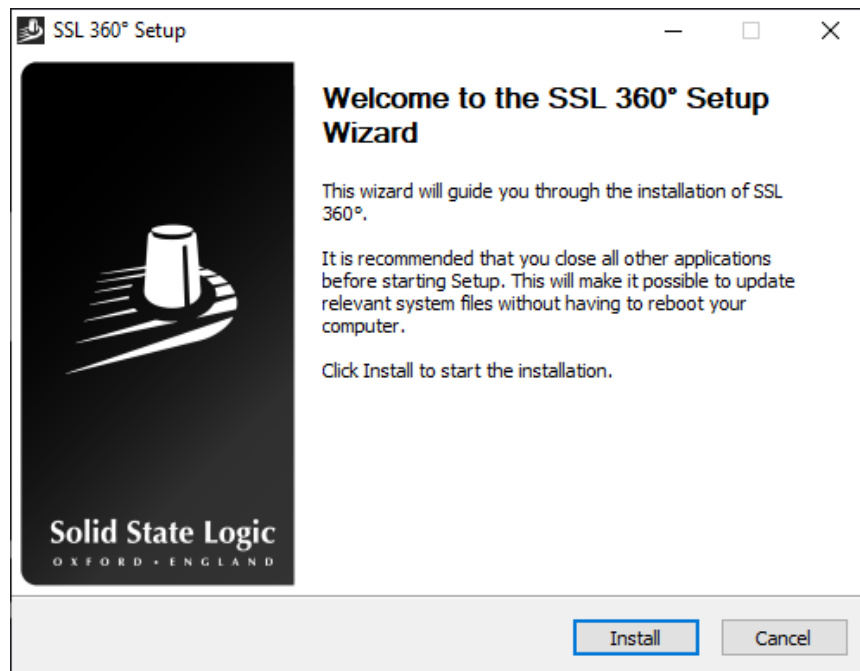 SSL 360° Setup
Welcome to the SSL 360° Setup
Wizard
This wizard will guide you through the installation of SSL
360°.
It is recommended that you close all other applications
before starting Setup. This will make it possible to update
relevant system files without having to reboot your
computer.
Click Install to start the installation.
Solid State Logic
OXFORD • ENGLAND
Install
Cancel